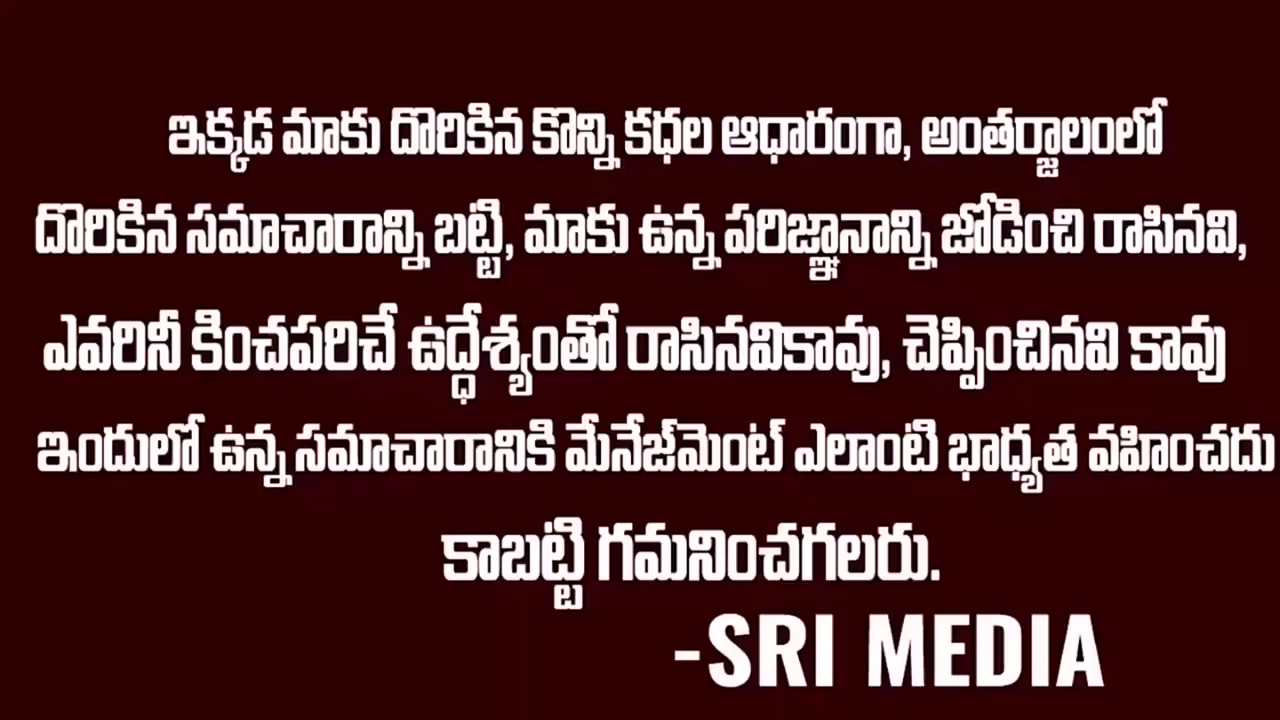 ఇక్కడ మాకు దొరికిన కొన్ని కధల ఆధారంగా, అంతర్జాలంలో
దొరికిన సమాచారాన్ని బట్టి, మాకు ఉన్న పరిజ్ఞానాన్ని జోడించి రాసినవి,
ఎవరినీ కించపరిచే ఉద్ధేశ్యంతో రాసినవికావు, చెప్పించినవి కావు
ఇందులో ఉన్న సమాచారానికి మేనేజ్‌మెంట్ ఎలాంటి భాధ్యత వహించదు
కాబట్టి గమనించగలరు.
-SRI MEDIA